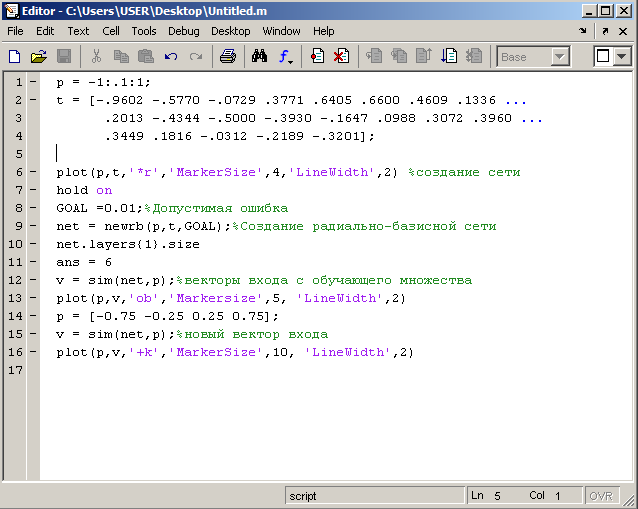 Editor - C:\Users\USER\Desktop\Untitled.m
File Edit Text Cell Tools Debug Desktop Window Help
Base
1 - p = -1:.1:1;
2 - t = [-.9602 -.5770 -.0729 .3771 .6405 .6600 .4609 .1336 ...
3 .2013 -.4344 -.5000 -.3930 -.1647 .0988 .3072 .3960 ...
4 .3449 .1816 -.0312 -.2189 -.3201];
5
6 - plot(p,t,'*r','MarkerSize',4,'LineWidth',2) %создание сети
7 - hold on
8 - GOAL =0.01;%Допустимая ошибка
9 - net = newrb(p,t,GOAL);%Создание радиально-базисной сети
10 - net.layers{1}.size
11 - ans = 6
12 - v = sim(net,p);%векторы входа с обучающего множества
13 - plot(p,v,'ob','Markersize',5, 'LineWidth',2)
14 - p = [-0.75 -0.25 0.25 0.75];
15 - v = sim(net,p);%новый вектор входа
16 - plot(p,v,'+k','MarkerSize',10, 'LineWidth',2)
17
script Ln 5 Col 1 OVR